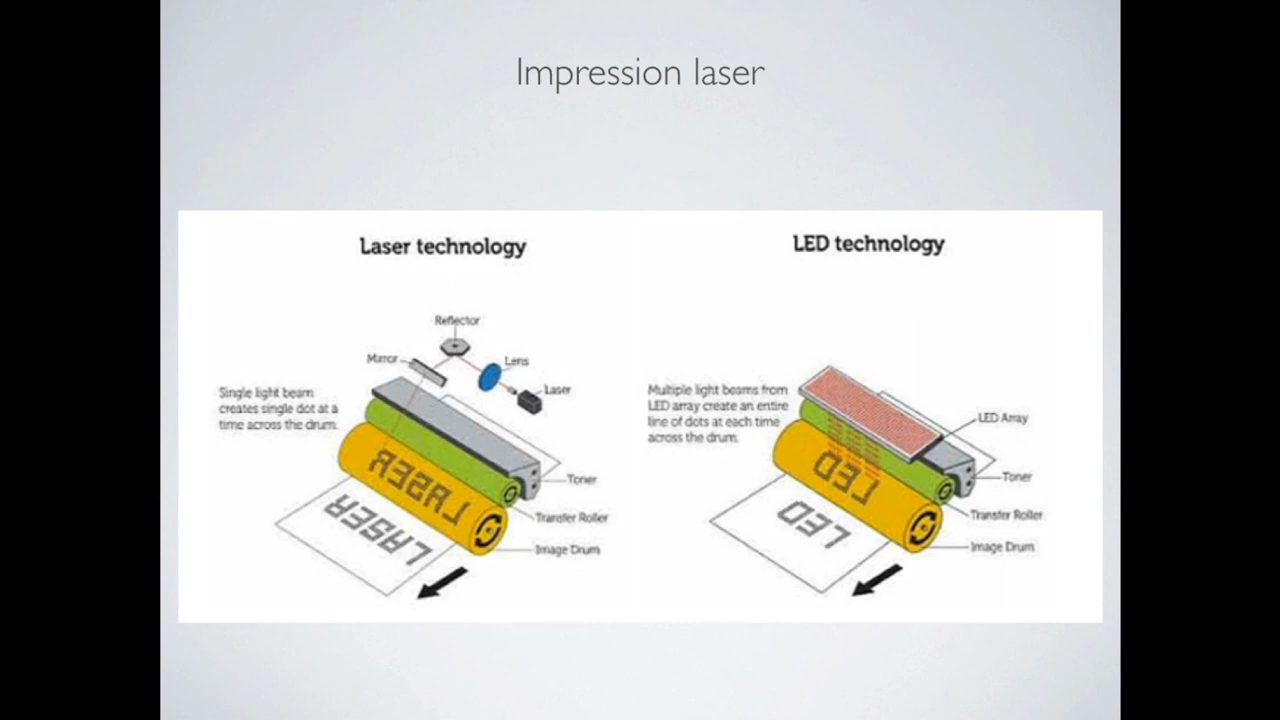 Impression laser
Laser technology
Reflector
Mirror
Lens
Laser
Single light beam
creates single dot at a
time across the drum.
LASER
LASER
Toner
Transfer Roller
Image Drum
LED technology
Multiple light beams from
LED array create an entire
line of dots at each time
across the drum.
LED Array
LED
LED
Toner
Transfer Roller
Image Drum